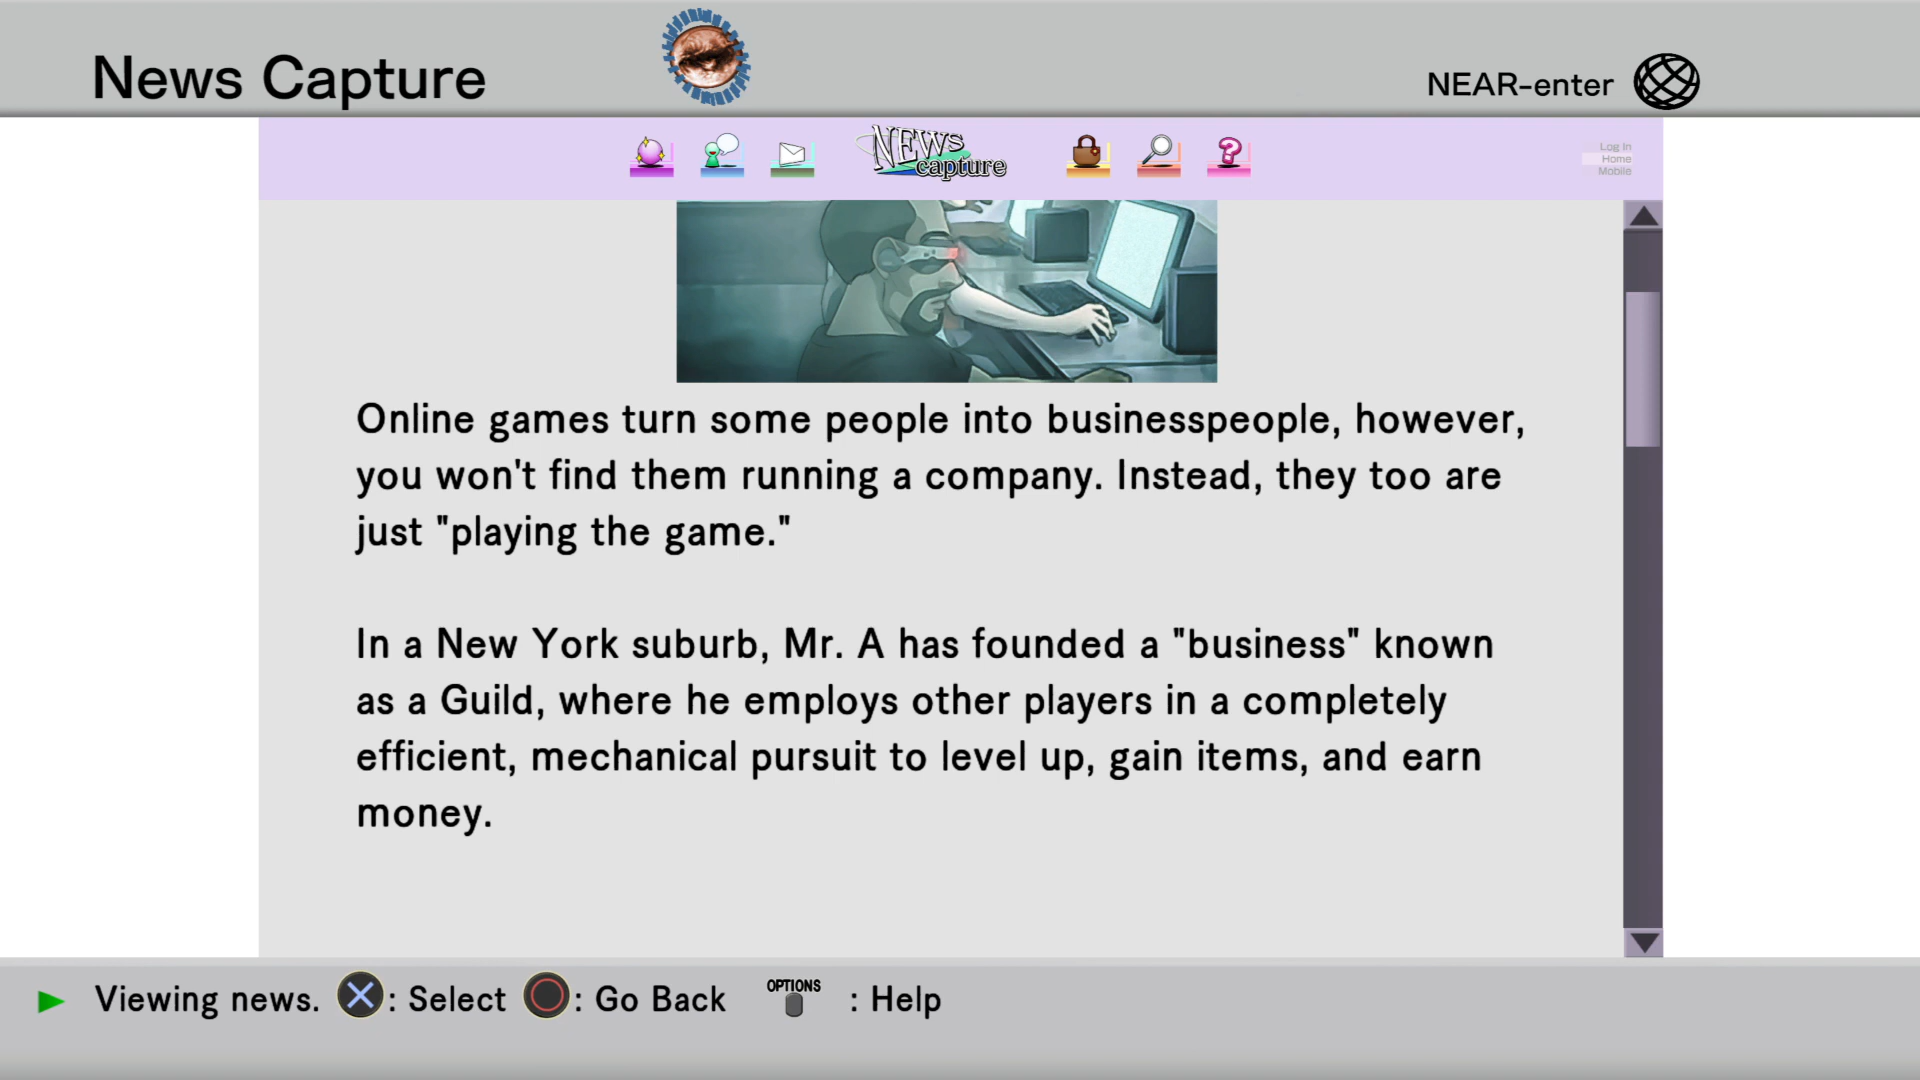 News Capture
NEAR-enter
NEWS
capture
Log In
Home
Mobile
Online games turn some people into businesspeople, however,
you won't find them running a company. Instead, they too are
just "playing the game."
In a New York suburb, Mr. A has founded a "business" known
as a Guild, where he employs other players in a completely
efficient, mechanical pursuit to level up, gain items, and earn
money.
Viewing news. : Select : Go Back OPTIONS : Help